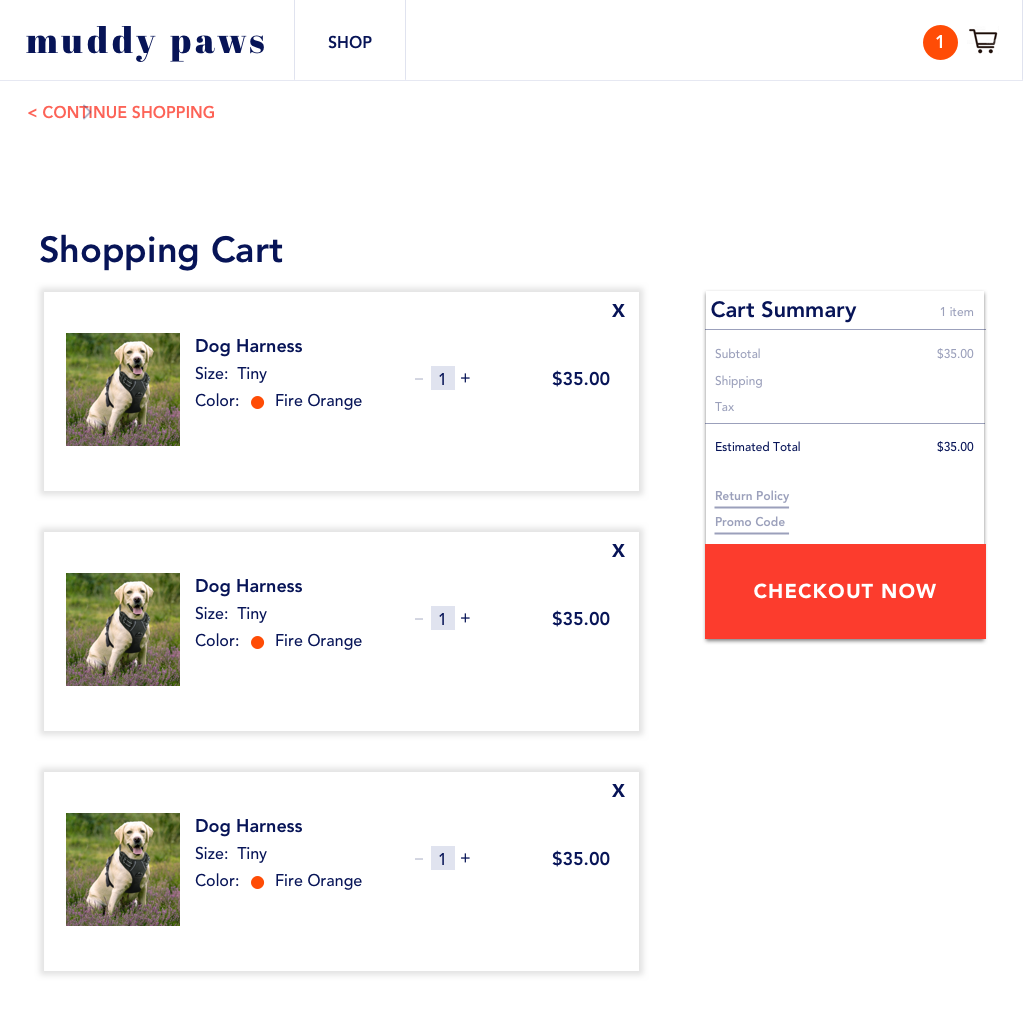 muddy paws
SHOP
1
< CONTINUE SHOPPING
Shopping Cart
X
Dog Harness
Size: Tiny
Color: Fire Orange
– 1 +
$35.00
X
Dog Harness
Size: Tiny
Color: Fire Orange
– 1 +
$35.00
X
Dog Harness
Size: Tiny
Color: Fire Orange
– 1 +
$35.00
Cart Summary
1 item
Subtotal $35.00
Shipping
Tax
Estimated Total $35.00
Return Policy
Promo Code
CHECKOUT NOW